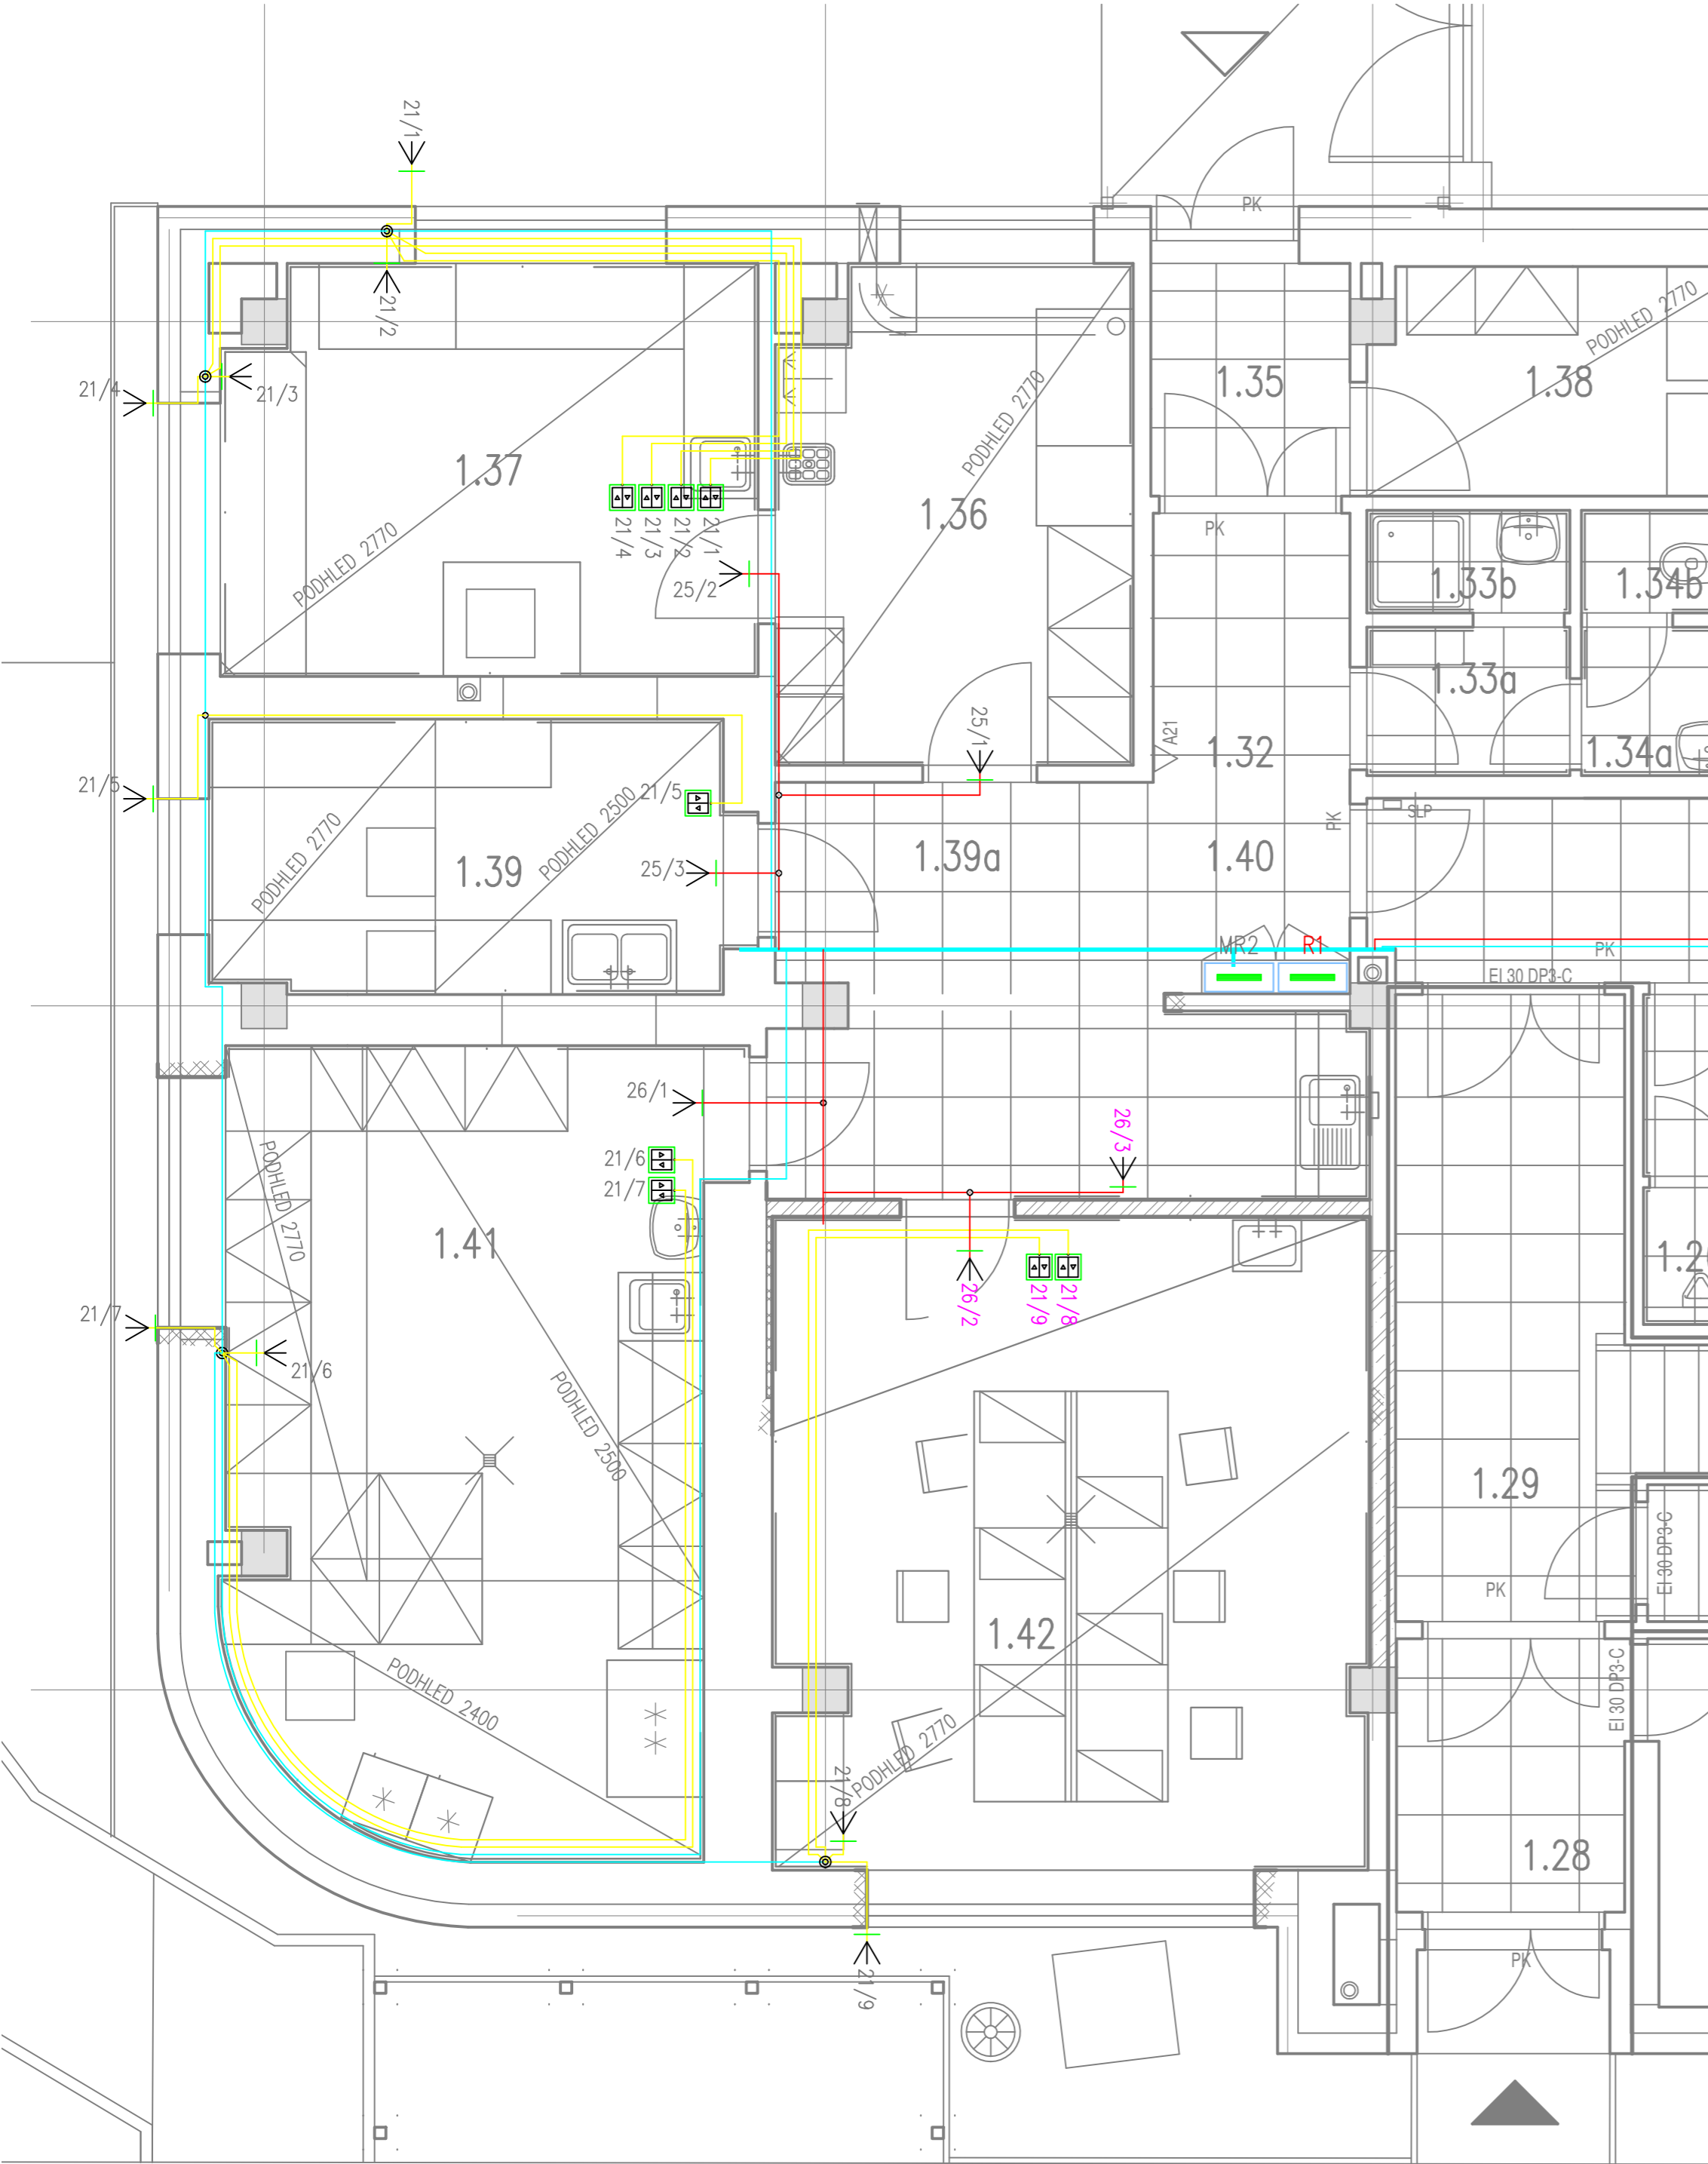 21/1
PK
21/2
PODHLED 2770
21/4
21/3
1.35
1.38
PODHLED 2770
1.37
1.36
21/4
21/3
21/2
21/1
PK
PODHLED 2770
25/2
1.33b
1.34b
1.33a
25/1
A21
1.32
1.34a
21/5
21/5
PK
SLP
PODHLED 2770
PODHLED 2500
1.39
1.39a
1.40
25/3
MR2
R1
PK
EI 30 DP3-C
26/1
26/3
21/6
21/7
PODHLED 2770
1.41
26/2
21/9
21/8
21/7
21/6
PODHLED 2500
1.29
EI 30 DP3-C
PK
1.42
PODHLED 2400
EI 30 DP3-C
PODHLED 2770
21/8
1.28
PK
21/9